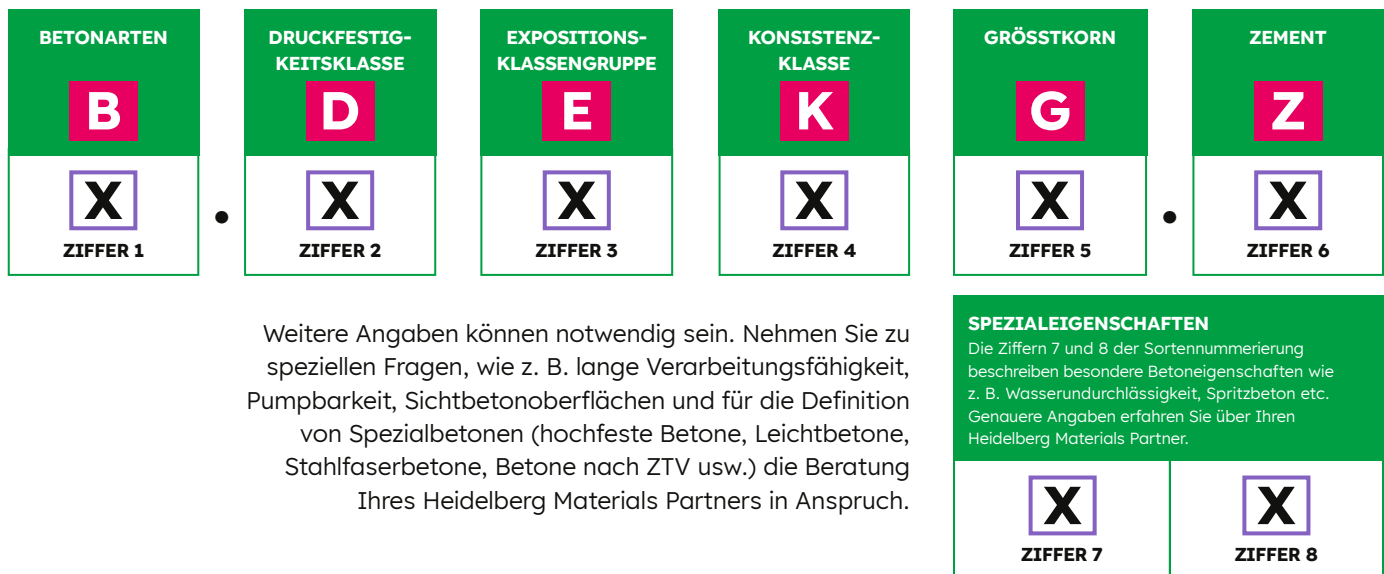 BETONARTEN
B
X
ZIFFER 1
•
DRUCKFESTIG-
KEITSKLASSE
D
X
ZIFFER 2
EXPOSITIONS-
KLASSENGRUPPE
E
X
ZIFFER 3
KONSISTENZ-
KLASSE
K
X
ZIFFER 4
GRÖSSTKORN
G
X
ZIFFER 5
•
ZEMENT
Z
X
ZIFFER 6
Weitere Angaben können notwendig sein. Nehmen Sie zu
speziellen Fragen, wie z. B. lange Verarbeitungsfähigkeit,
Pumpbarkeit, Sichtbetonoberflächen und für die Definition
von Spezialbetonen (hochfeste Betone, Leichtbetone,
Stahlfaserbetone, Betone nach ZTV usw.) die Beratung
Ihres Heidelberg Materials Partners in Anspruch.
SPEZIALEIGENSCHAFTEN
Die Ziffern 7 und 8 der Sortennummerierung
beschreiben besondere Betoneigenschaften wie
z. B. Wasserundurchlässigkeit, Spritzbeton etc.
Genauere Angaben erfahren Sie über Ihren
Heidelberg Materials Partner.
X
ZIFFER 7
X
ZIFFER 8